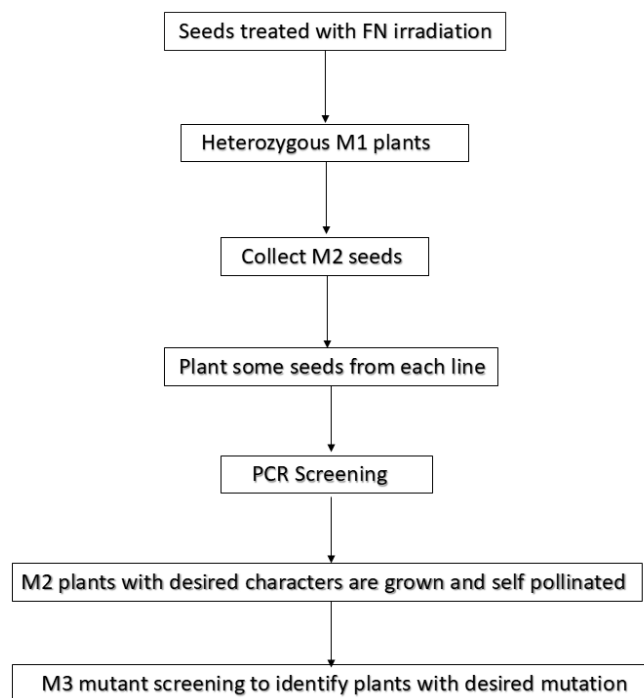 Seeds treated with FN irradiation
Heterozygous M1 plants
Collect M2 seeds
Plant some seeds from each line
PCR Screening
M2 plants with desired characters are grown and self pollinated
M3 mutant screening to identify plants with desired mutation